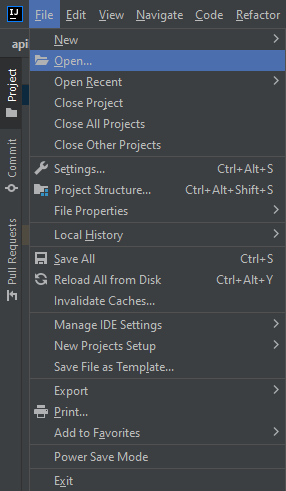 IJ File Edit View Navigate Code Refactor
api
Project
Commit
Pull Requests
New
Open...
Open Recent
Close Project
Close All Projects
Close Other Projects
Settings... Ctrl+Alt+S
Project Structure... Ctrl+Alt+Shift+S
File Properties
Local History
Save All Ctrl+S
Reload All from Disk Ctrl+Alt+Y
Invalidate Caches...
Manage IDE Settings
New Projects Setup
Save File as Template...
Export
Print...
Add to Favorites
Power Save Mode
Exit